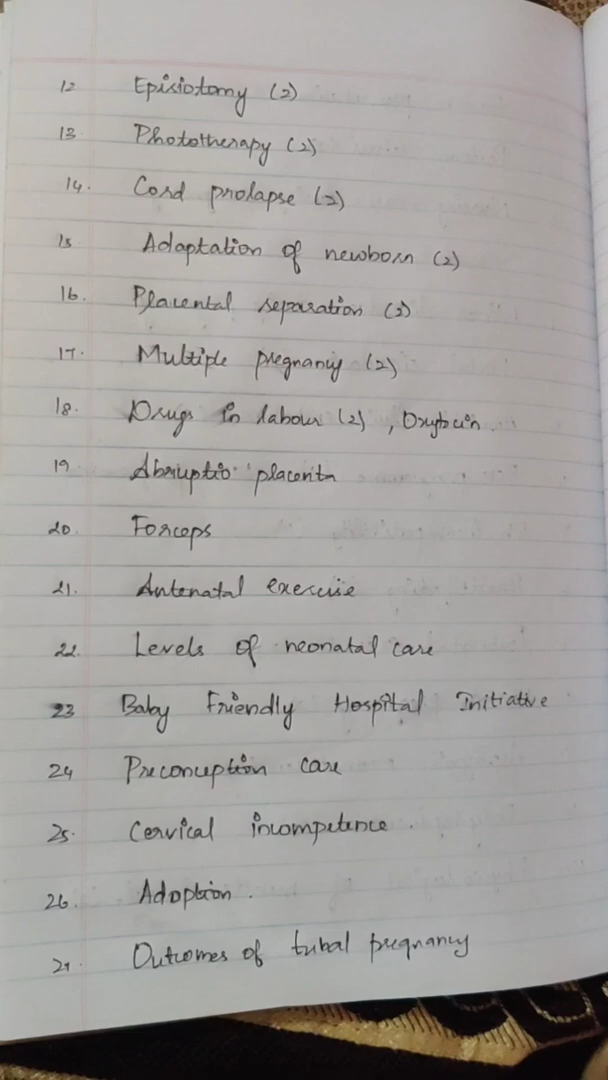 12 Episiotomy (2)
13. Phototherapy (2)
14. Cord prolapse (2)
15 Adaptation of newborn (2)
16. Placental separation (2)
17. Multiple pregnancy (2)
18. Drugs in labour (2), Oxytocin.
19 Abruptio placenta
20. Forceps
21. Antenatal exercise
22. Levels of neonatal care
23 Baby Friendly Hospital Initiative
24 Preconception care
25. Cervical incompetence.
26. Adoption.
27. Outcomes of tubal pregnancy